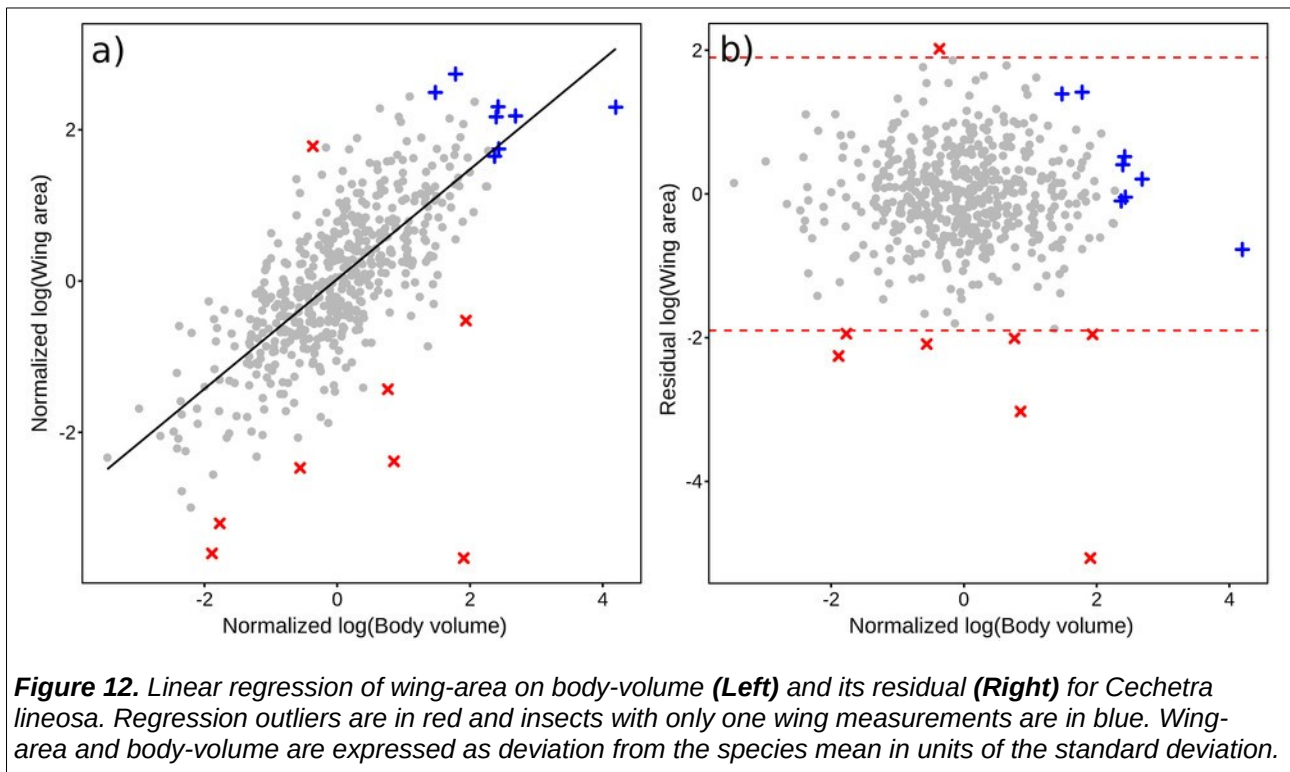 a)
2
0
-2
Normalized log(Wing area)
-2
0
2
4
Normalized log(Body volume)
b)
2
0
-2
-4
Residual log(Wing area)
-2
0
2
4
Normalized log(Body volume)
Figure 12. Linear regression of wing-area on body-volume (Left) and its residual (Right) for Cechetra
lineosa. Regression outliers are in red and insects with only one wing measurements are in blue. Wing-
area and body-volume are expressed as deviation from the species mean in units of the standard deviation.